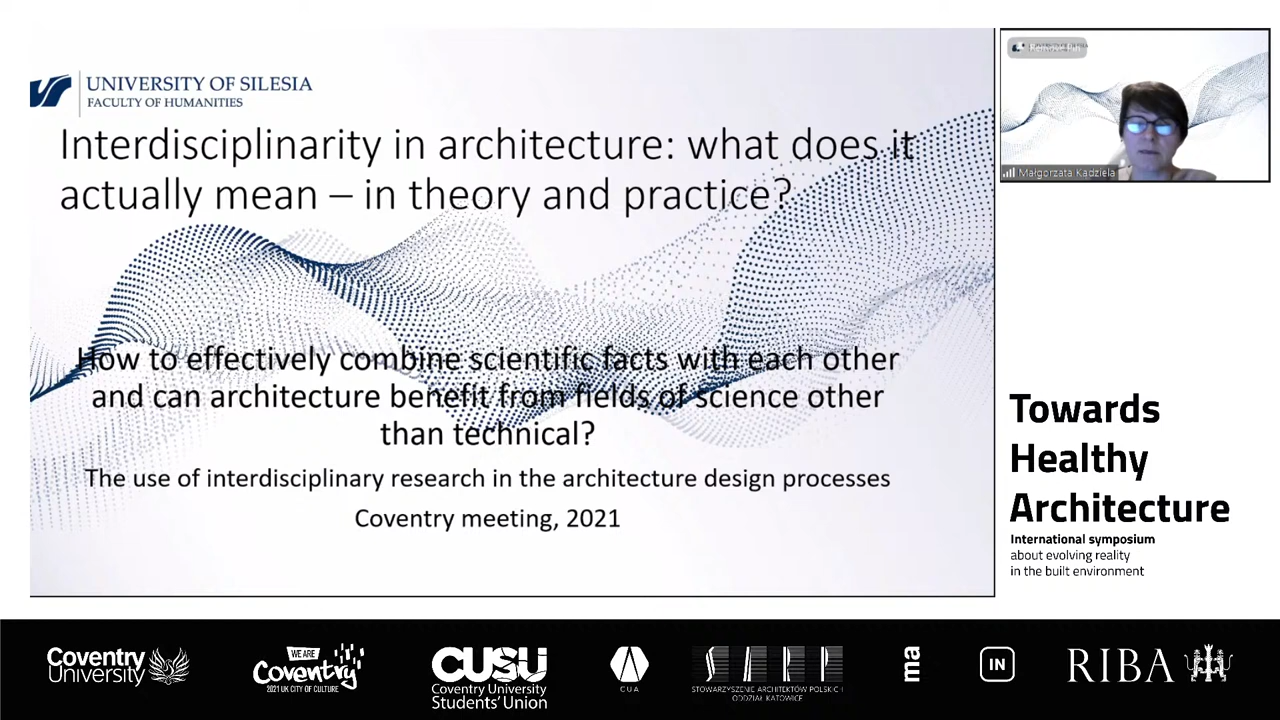 UNIVERSITY OF SILESIA
FACULTY OF HUMANITIES
Interdisciplinarity in architecture: what does it
actually mean – in theory and practice?
How to effectively combine scientific facts with each other
and can architecture benefit from fields of science other
than technical?
The use of interdisciplinary research in the architecture design processes
Coventry meeting, 2021
Małgorzata Kądziela
Towards
Healthy
Architecture
International symposium
about evolving reality
in the built environment
Coventry
University
WE ARE
Coventry
2021 UK CITY OF CULTURE
CUSU
Coventry University
Students' Union
CUA
SARP
STOWARZYSZENIE ARCHITEKTÓW POLSKICH
ODDZIAŁ KATOWICE
ma
IN
RIBA